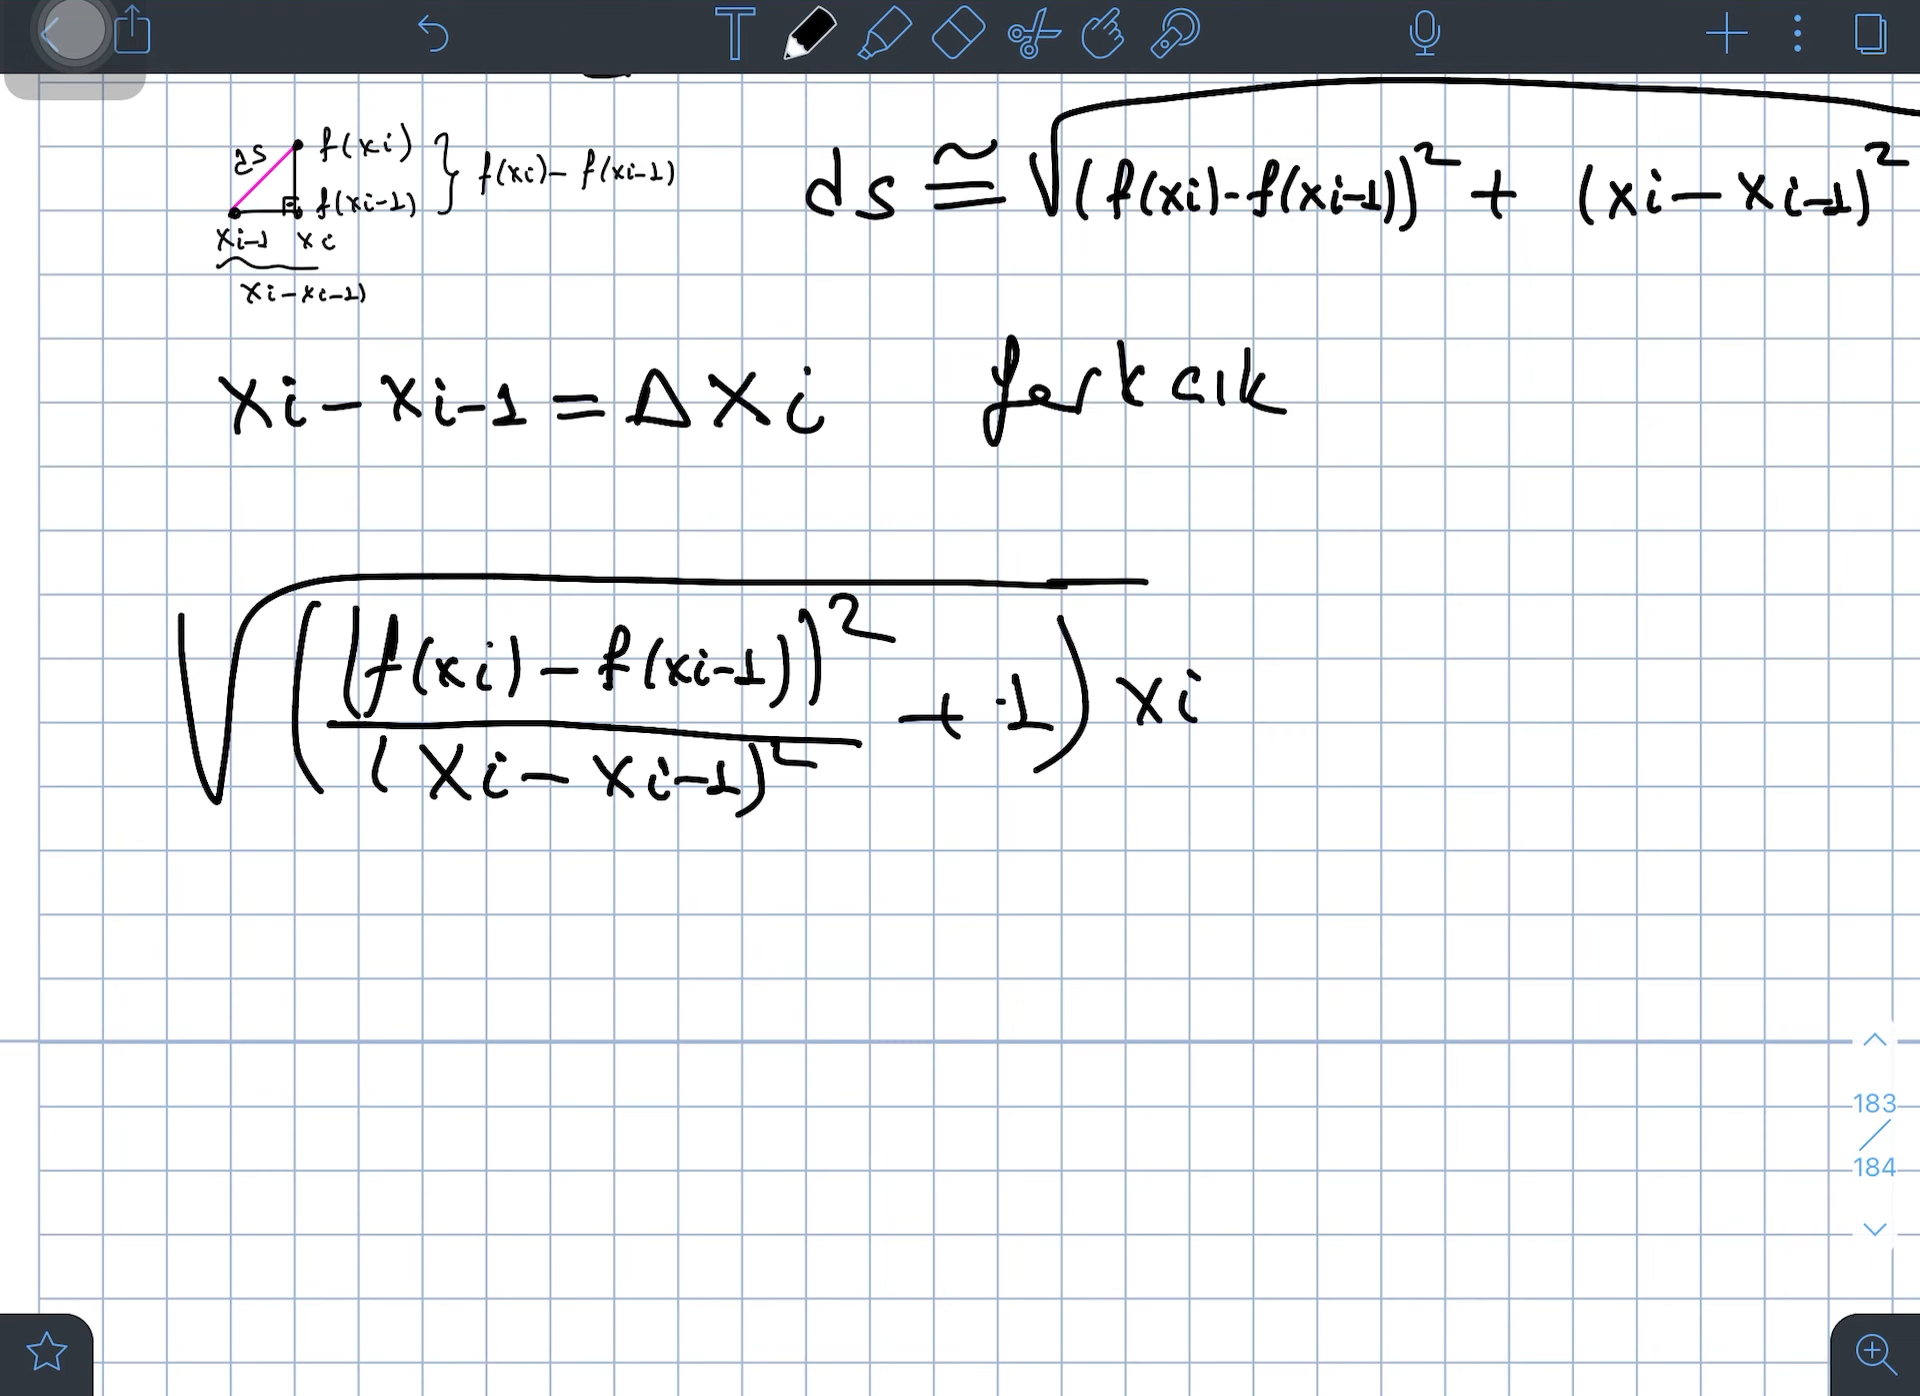 ds
f(xi)
f(xi-1)
} f(xi) - f(xi-1)
xi-1 xi
xi-xi-1)
ds ≅ √(f(xi)-f(xi-1))² + (xi-xi-1)²
xi - xi-1 = Δxi
√((f(xi) - f(xi-1))² / (xi - xi-1)² + 1) xi
183
/
184